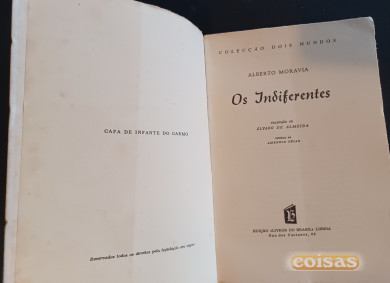 CAPA DE INFANTE DO CARMO
Reservados todos os direitos pela legislação em vigor
COLECÇÃO DOIS MUNDOS
ALBERTO MORAVIA
Os Indiferentes
TRADUÇÃO DE
ÁLVARO DE ALMEIDA
EDIÇÃO «LIVROS DO BRASIL» LISBOA
Rua dos Caetanos, 22
coisas